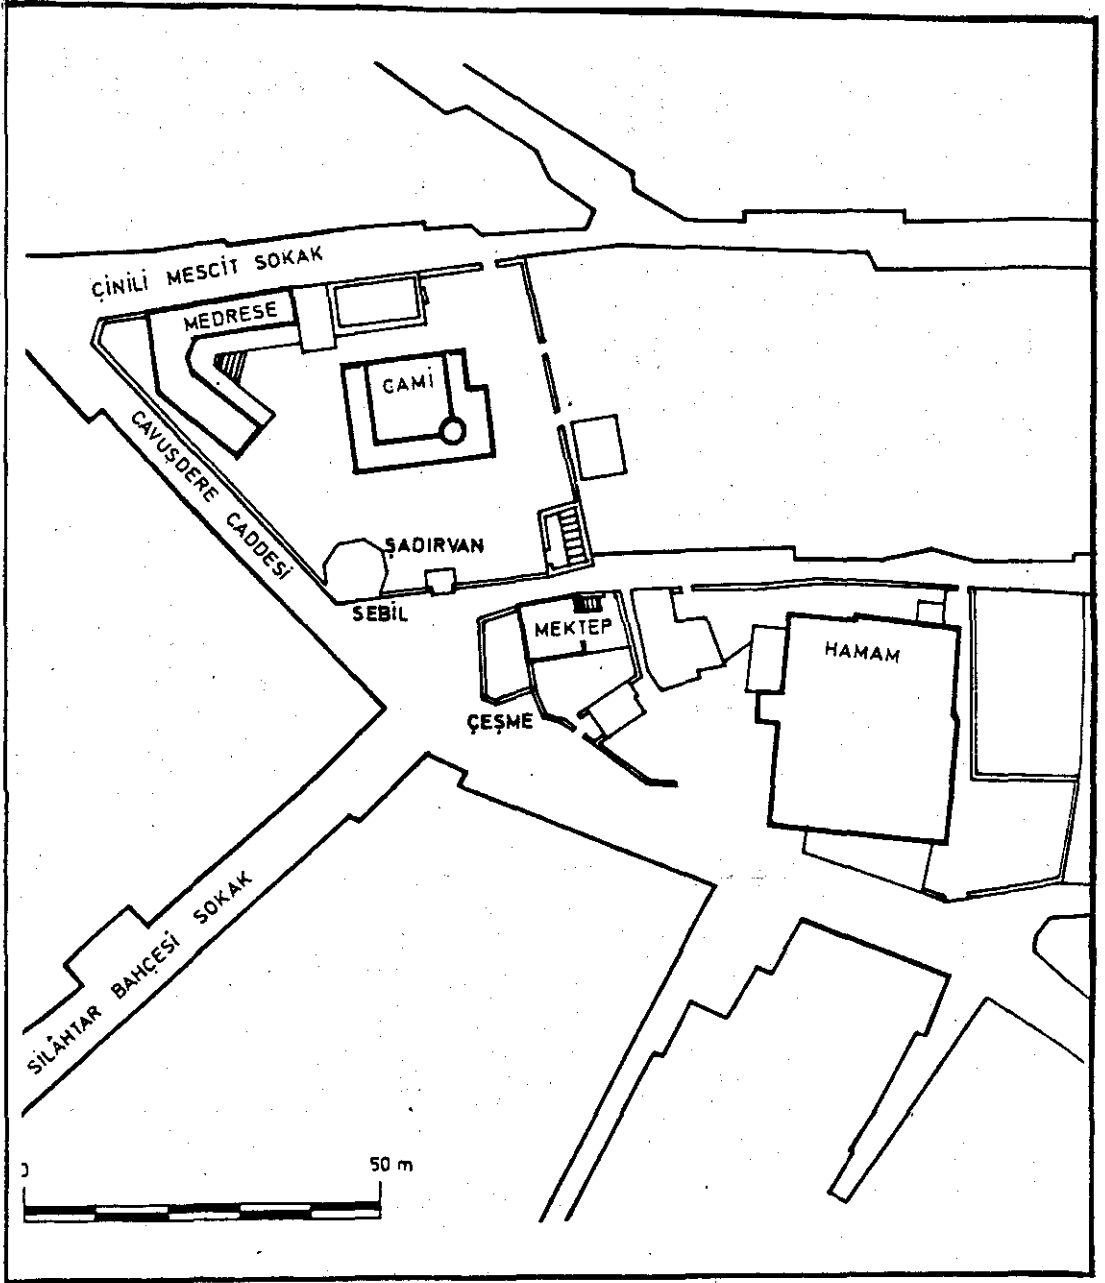 ÇİNİLİ MESCİT SOKAK
MEDRESE
CAMİ
CAVUŞDERE CADDESİ
ŞADIRVAN
SEBİL
MEKTEP
HAMAM
ÇEŞME
SİLÂHTAR BAHÇESİ SOKAK
0 50 m